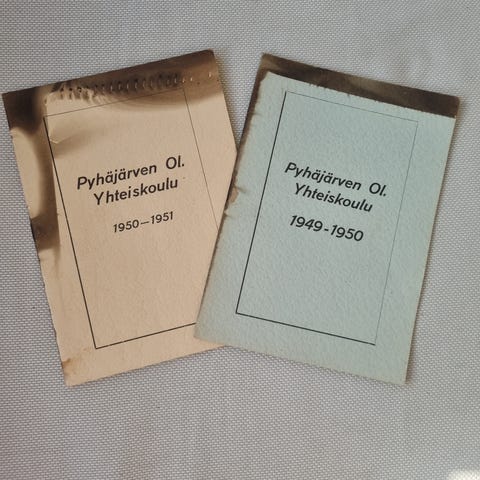 Pyhäjärven Ol.
Yhteiskoulu
1950—1951
Pyhäjärven Ol.
Yhteiskoulu
1949-1950